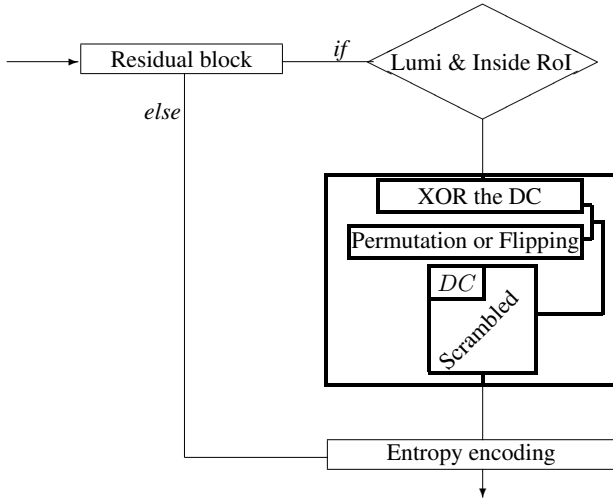 Residual block
if
Lumi & Inside RoI
else
XOR the DC
Permutation or Flipping
DC
Scrambled
Entropy encoding